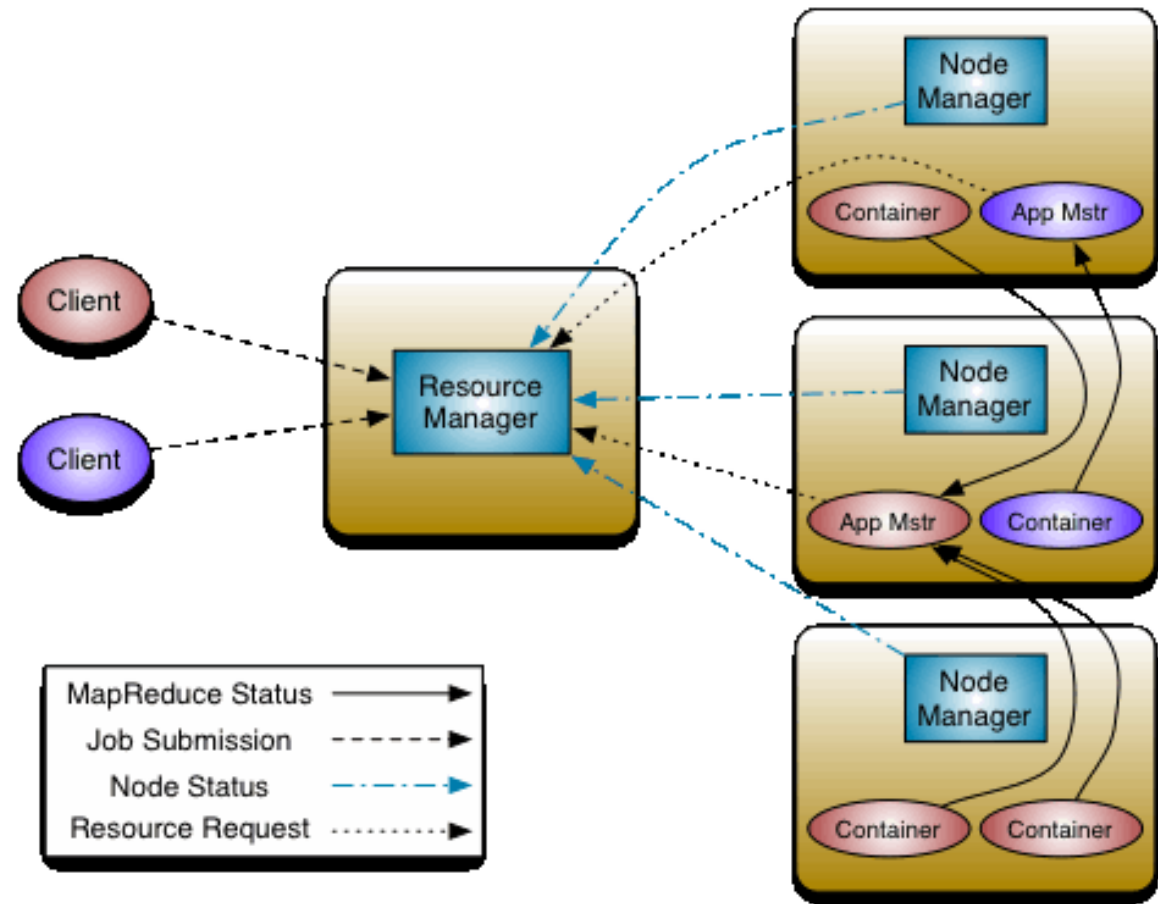 Client
Client
Resource
Manager
Node
Manager
Container
App Mstr
Node
Manager
App Mstr
Container
Node
Manager
Container
Container
MapReduce Status
Job Submission
Node Status
Resource Request